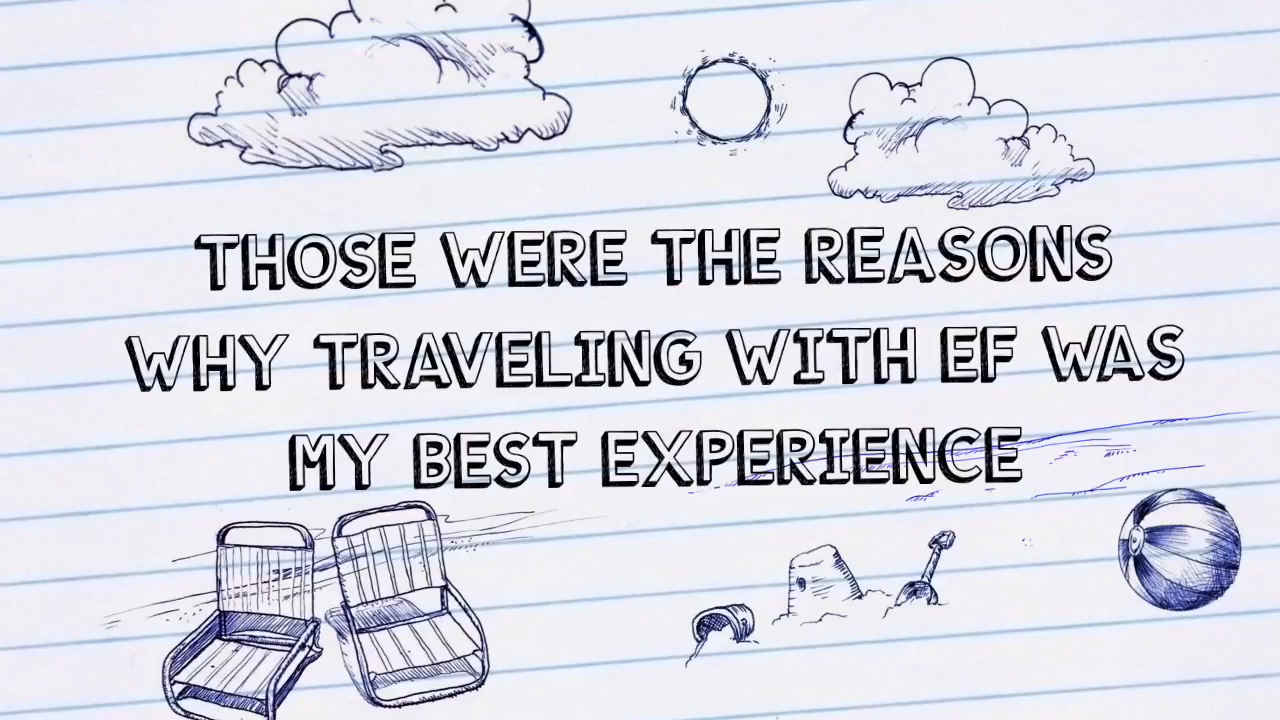 THOSE WERE THE REASONS
WHY TRAVELING WITH EF WAS
MY BEST EXPERIENCE